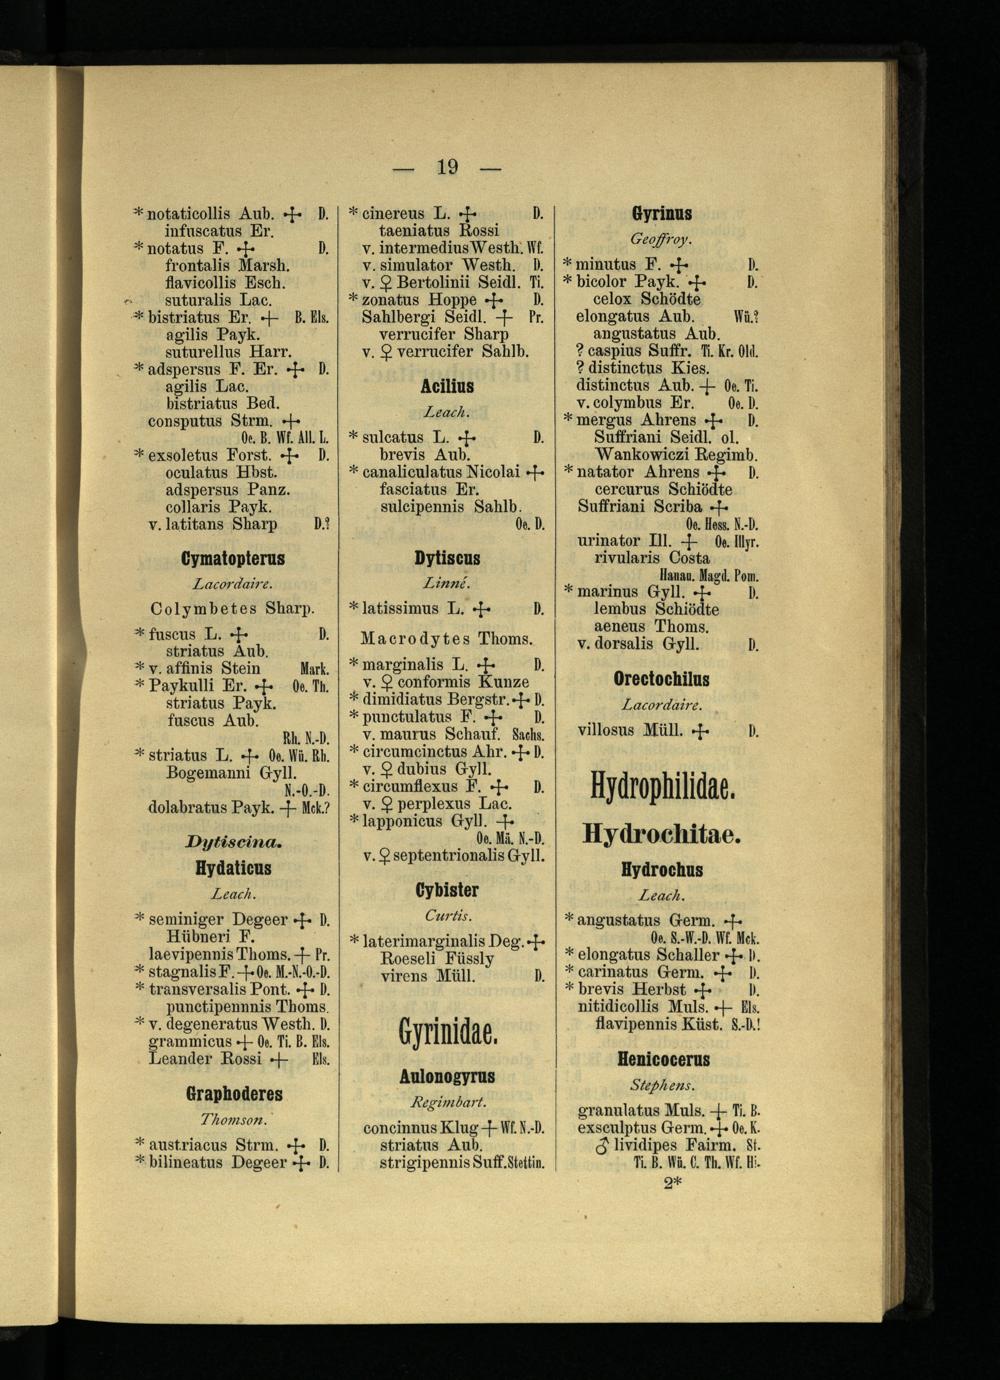 — 19 —
* notaticollis Aub. ·|· D.
infuscatus Er.
* notatus F. ·|· D.
frontalis Marsh.
flavicollis Esch.
suturalis Lac.
* bistriatus Er. ·|– B. Els.
agilis Payk.
suturellus Harr.
* adspersus F. Er. ·|· D.
agilis Lac.
bistriatus Bed.
consputus Strm. ·|·
Oe. B. Wf. All. L.
* exsoletus Forst. ·|· D.
oculatus Hbst.
adspersus Panz.
collaris Payk.
v. latitans Sharp D.?
Cymatopterus
Lacordaire.
Colymbetes Sharp.
* fuscus L. ·|· D.
striatus Aub.
* v. affinis Stein Mark.
* Paykulli Er. ·|· Oe. Th.
striatus Payk.
fuscus Aub.
Rh. N.-D.
* striatus L. ·|· Oe. Wü. Rh.
Bogemanni Gyll.
N.-O.-D.
dolabratus Payk. –|– Mck.?
Dytiscina.
Hydaticus
Leach.
* seminiger Degeer ·|· D.
Hübneri F.
laevipennis Thoms. –|– Pr.
* stagnalis F. –|· Oe. M.-N.-O.-D.
* transversalis Pont. ·|· D.
punctipennnis Thoms.
* v. degeneratus Westh. D.
grammicus ·|– Oe. Ti. B. Els.
Leander Rossi ·|– Els.
Graphoderes
Thomson.
* austriacus Strm. ·|· D.
* bilineatus Degeer ·|· D.
* cinereus L. ·|· D.
taeniatus Rossi
v. intermedius Westh. Wf.
v. simulator Westh. D.
v. ♀ Bertolinii Seidl. Ti.
* zonatus Hoppe ·|· D.
Sahlbergi Seidl. –|– Pr.
verrucifer Sharp
v. ♀ verrucifer Sahlb.
Acilius
Leach.
* sulcatus L. ·|· D.
brevis Aub.
* canaliculatus Nicolai ·|·
fasciatus Er.
sulcipennis Sahlb.
Oe. D.
Dytiscus
Linné.
* latissimus L. ·|· D.
Macrodytes Thoms.
* marginalis L. ·|· D.
v. ♀ conformis Kunze
* dimidiatus Bergstr. ·|· D.
* punctulatus F. ·|· D.
v. maurus Schauf. Sachs.
* circumcinctus Ahr. ·|· D.
v. ♀ dubius Gyll.
* circumflexus F. ·|· D.
v. ♀ perplexus Lac.
* lapponicus Gyll. ·|–
Oe. Mä. N.-D.
v. ♀ septentrionalis Gyll.
Cybister
Curtis.
* laterimarginalis Deg. ·|·
Roeseli Füssly
virens Müll. D.
Gyrinidae.
Aulonogyrus
Regimbart.
concinnus Klug –|– Wf. N.-D.
striatus Aub.
strigipennis Suff. Stettin.
Gyrinus
Geoffroy.
* minutus F. ·|· D.
* bicolor Payk. ·|· D.
celox Schödte
elongatus Aub. Wü.?
angustatus Aub.
? caspius Suffr. Ti. Kr. Old.
? distinctus Kies.
distinctus Aub. –|– Oe. Ti.
v. colymbus Er. Oe. D.
* mergus Ahrens ·|· D.
Suffriani Seidl. ol.
Wankowiczi Regimb.
* natator Ahrens ·|· D.
cercurus Schiödte
Suffriani Scriba ·|·
Oe. Hess. N.-D.
urinator Ill. –|– Oe. Illyr.
rivularis Costa
Hanau. Magd. Pom.
* marinus Gyll. ·|· D.
lembus Schiödte
aeneus Thoms.
v. dorsalis Gyll. D.
Orectochilus
Lacordaire.
villosus Müll. ·|· D.
Hydrophilidae.
Hydrochitae.
Hydrochus
Leach.
* angustatus Germ. ·|·
Oe. S.-W.-D. Wf. Mck.
* elongatus Schaller ·|· D.
* carinatus Germ. ·|· D.
* brevis Herbst ·|· D.
nitidicollis Muls. ·|– Els.
flavipennis Küst. S.-D.!
Henicocerus
Stephens.
granulatus Muls. –|– Ti. B.
exsculptus Germ. ·|· Oe. K.
♂ lividipes Fairm. St.
Ti. B. Wü. C. Th. Wf. H:.
2*